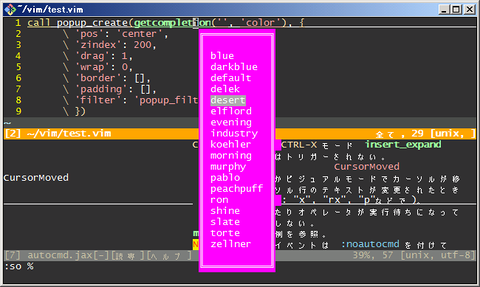 ~/vim/test.vim
1 call popup_create(getcompletion('', 'color'), {
2 \ 'pos': 'center',
3 \ 'zindex': 200,
4 \ 'drag': 1,
5 \ 'wrap': 0,
6 \ 'border': [],
7 \ 'padding': [],
8 \ 'filter': 'popup_filt
9 \ })
~
blue
darkblue
default
delek
desert
elflord
evening
industry
koehler
morning
murphy
pablo
peachpuff
ron
shine
slate
torte
zellner
[2] ~/vim/test.vim 全て, 29 [unix, ]
C CTRL-X モード insert_expand
はトリガーされない。
CursorMoved CursorMoved
かビジュアルモードでカーソルが移
ソル行のテキストが変更されたとき
: "x", "rx", "p"などで)。
たりオペレータが実行待ちになって
しない。
m 例を参照。
N イベントは :noautocmd を付けて
[7] autocmd.jax[-][読専][ヘルプ] 39%, 57 [unix, utf-8]
:so %